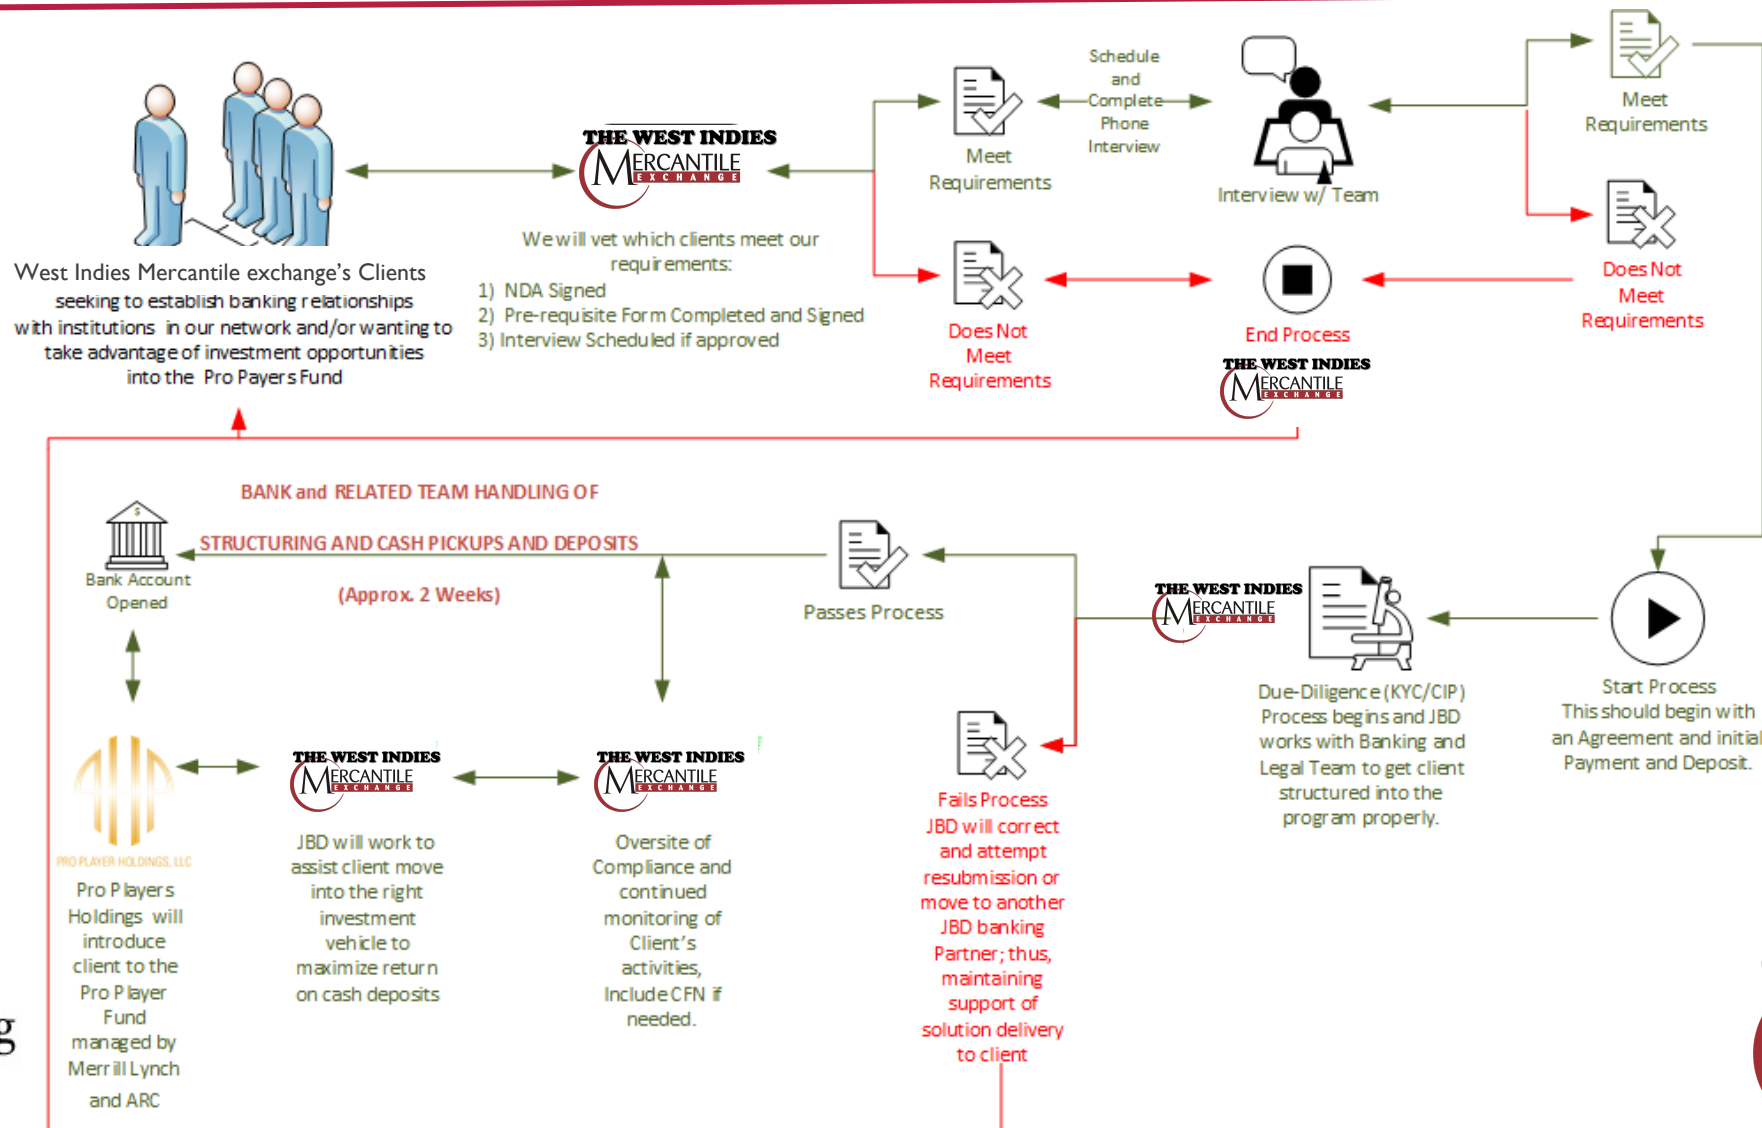 West Indies Mercantile exchange's Clients
seeking to establish banking relationships
with institutions in our network and/or wanting to
take advantage of investment opportunities
into the Pro Payers Fund
THE WEST INDIES
MERCANTILE
EXCHANGE
We will vet which clients meet our
requirements:
1) NDA Signed
2) Pre-requisite Form Completed and Signed
3) Interview Scheduled if approved
Meet
Requirements
Does Not
Meet
Requirements
Schedule
and
Complete
Phone
Interview
Interview w/ Team
End Process
THE WEST INDIES
MERCANTILE
EXCHANGE
Meet
Requirements
Does Not
Meet
Requirements
BANK and RELATED TEAM HANDLING OF
STRUCTURING AND CASH PICKUPS AND DEPOSITS
(Approx. 2 Weeks)
$
Bank Account
Opened
Passes Process
THE WEST INDIES
MERCANTILE
EXCHANGE
Due-Diligence (KYC/CIP)
Process begins and JBD
works with Banking and
Legal Team to get client
structured into the
program properly.
Start Process
This should begin with
an Agreement and initial
Payment and Deposit.
PRO PLAYER HOLDINGS, LLC
Pro Players
Holdings will
introduce
client to the
Pro Player
Fund
managed by
Merrill Lynch
and ARC
THE WEST INDIES
MERCANTILE
EXCHANGE
JBD will work to
assist client move
into the right
investment
vehicle to
maximize return
on cash deposits
THE WEST INDIES
MERCANTILE
EXCHANGE
Oversite of
Compliance and
continued
monitoring of
Client's
activities,
Include CFN if
needed.
Fails Process
JBD will correct
and attempt
resubmission or
move to another
JBD banking
Partner; thus,
maintaining
support of
solution delivery
to client
g